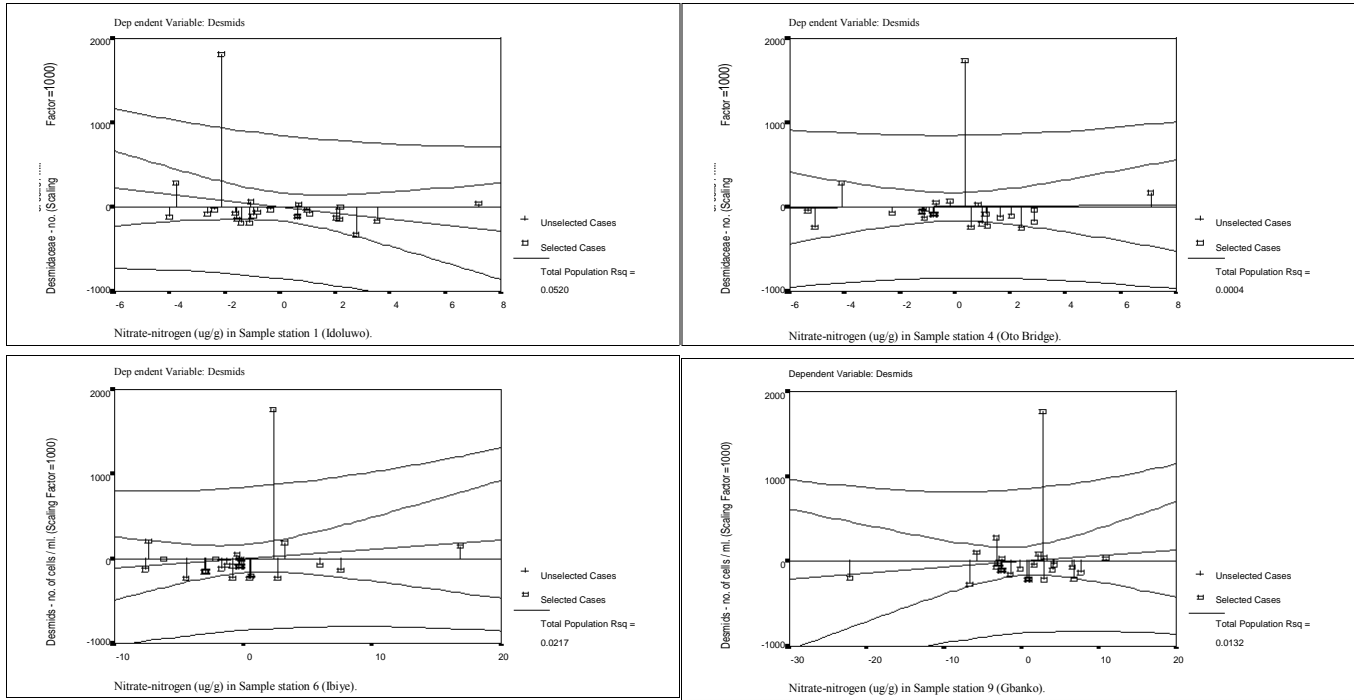 Dep endent Variable: Desmids
Desmidaceae - no. (Scaling Factor =1000)
2000
1000
0
-1000
-6 -4 -2 0 2 4 6 8
Unselected Cases
Selected Cases
Total Population Rsq =
0.0520
Nitrate-nitrogen (ug/g) in Sample station 1 (Idoluwo).
Dep endent Variable: Desmids
Desmidaceae - no. (Scaling Factor =1000)
2000
1000
0
-1000
-6 -4 -2 0 2 4 6 8
Unselected Cases
Selected Cases
Total Population Rsq =
0.0004
Nitrate-nitrogen (ug/g) in Sample station 4 (Oto Bridge).
Dep endent Variable: Desmids
Desmids - no. of cells / ml. (Scaling Factor =1000)
2000
1000
0
-1000
-10 0 10 20
Unselected Cases
Selected Cases
Total Population Rsq =
0.0217
Nitrate-nitrogen (ug/g) in Sample station 6 (Ibiye).
Dependent Variable: Desmids
Desmids - no. of cells / ml. (Scaling Factor =1000)
2000
1000
0
-1000
-30 -20 -10 0 10 20
Unselected Cases
Selected Cases
Total Population Rsq =
0.0132
Nitrate-nitrogen (ug/g) in Sample station 9 (Gbanko).